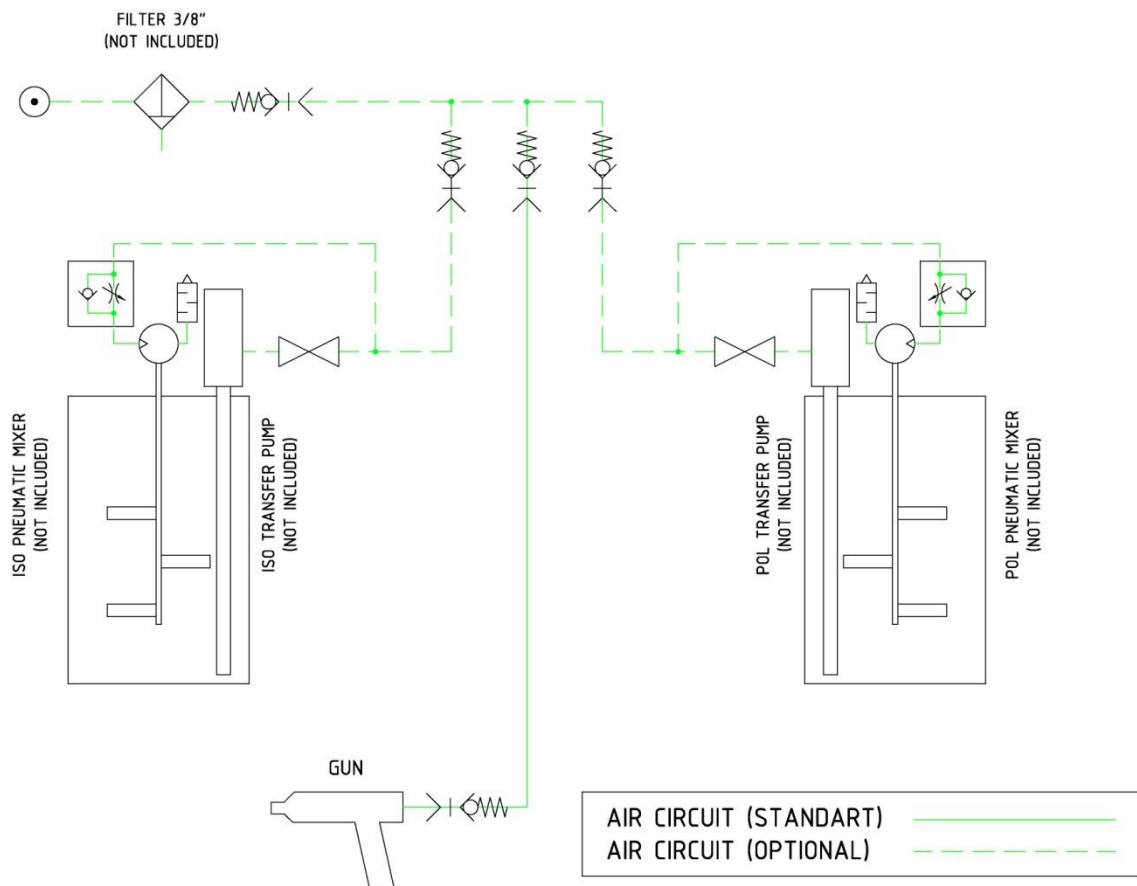 FILTER 3/8"
(NOT INCLUDED)
ISO PNEUMATIC MIXER
(NOT INCLUDED)
ISO TRANSFER PUMP
(NOT INCLUDED)
POL TRANSFER PUMP
(NOT INCLUDED)
POL PNEUMATIC MIXER
(NOT INCLUDED)
GUN
AIR CIRCUIT (STANDART)
AIR CIRCUIT (OPTIONAL)